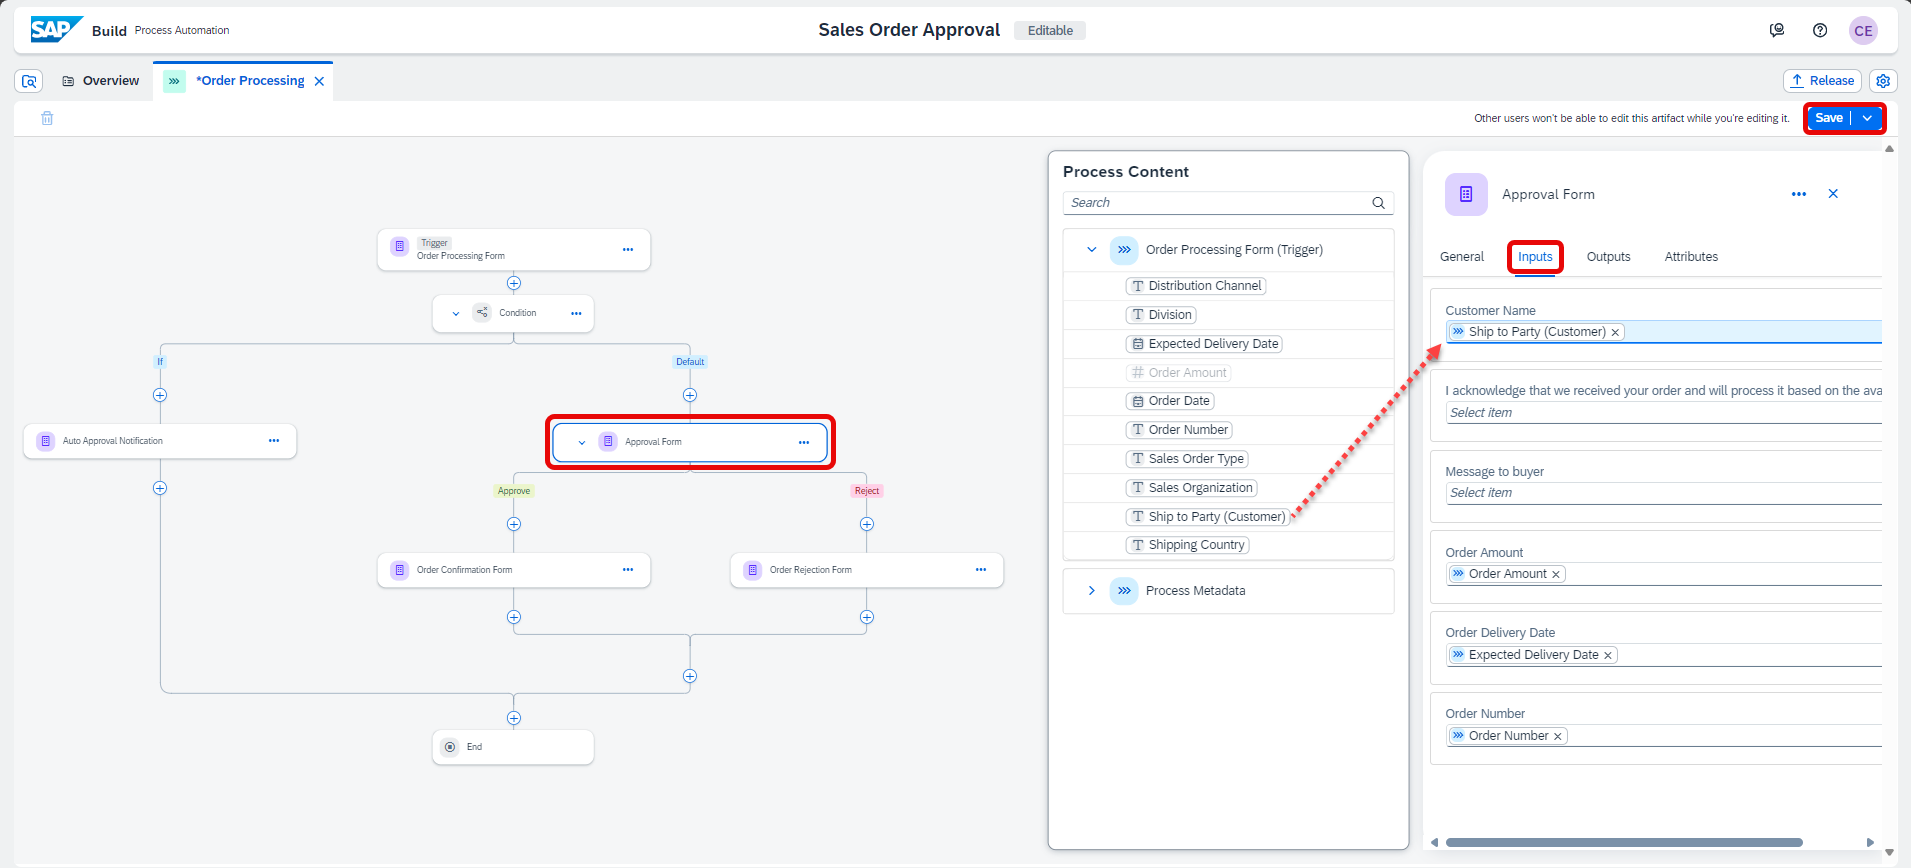 SAP Build Process Automation
Sales Order Approval Editable
CE
Overview
*Order Processing
Release
Other users won't be able to edit this artifact while you're editing it.
Save
Trigger
Order Processing Form
Condition
If
Default
Auto Approval Notification
Approval Form
Approve
Reject
Order Confirmation Form
Order Rejection Form
End
Process Content
Search
Order Processing Form (Trigger)
Distribution Channel
Division
Expected Delivery Date
Order Amount
Order Date
Order Number
Sales Order Type
Sales Organization
Ship to Party (Customer)
Shipping Country
Process Metadata
Approval Form
General Inputs Outputs Attributes
Customer Name
Ship to Party (Customer)
I acknowledge that we received your order and will process it based on the ava
Select item
Message to buyer
Select item
Order Amount
Order Amount
Order Delivery Date
Expected Delivery Date
Order Number
Order Number